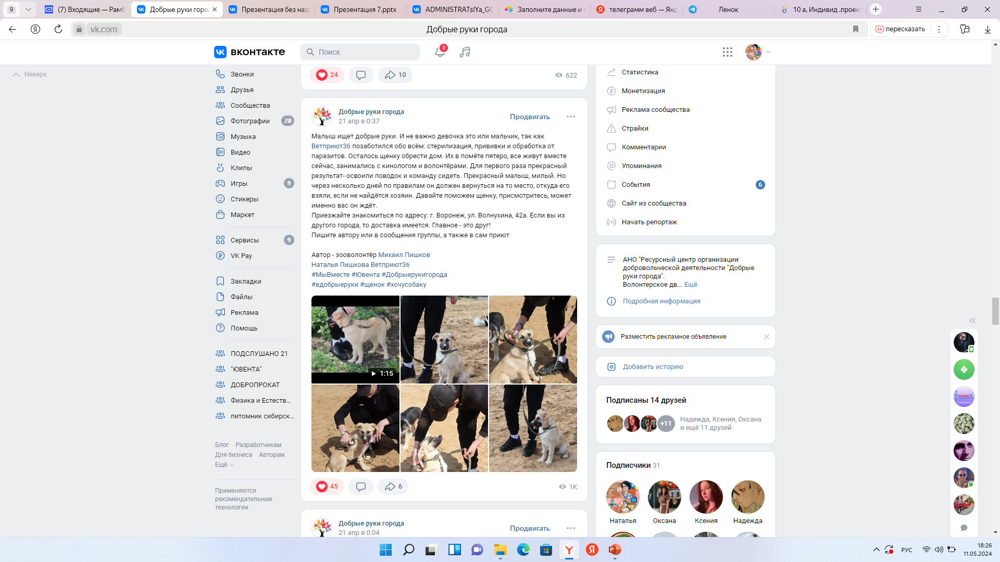 9
(7) Входящие — Рамб
Добрые руки горо
Презентация без назв
Презентация 7.pptx
ADMINISTRATsIYa_GO
Заполните данные и з
телеграмм веб — Янд
Ленок
10 а, Индивид .проект
vk.com
Добрые руки города
пересказать
вконтакте
Поиск
3
Наверх
Звонки
Друзья
Сообщества
Фотографии 28
Музыка
Видео
Клипы
Игры 9
Стикеры
Маркет
Сервисы 9
VK Pay
Закладки
Файлы
Реклама
Помощь
ПОДСЛУШАНО 21
"ЮВЕНТА"
ДОБРОПРОКАТ
Физика и Естеств...
питомник сибирск...
Блог Разработчикам
Для бизнеса Авторам
Ещё
Применяются
рекомендательные
технологии
24 10 622
Добрые руки города
21 апр в 0:37
Продвигать
Малыш ищет добрые руки. И не важно девочка это или мальчик, так как
Ветприют36 позаботился обо всём: стерилизация, прививки и обработка от
паразитов. Осталось щенку обрести дом. Их в помёте пятеро, все живут вместе
сейчас, занимались с кинологом и волонтёрами. Для первого раза прекрасный
результат- освоили поводок и команду сидеть. Прекрасный малыш, милый. Но
через несколько дней по правилам он должен вернуться на то место, откуда его
взяли, если не найдётся хозяин. Давайте поможем щенку, присмотритесь, может
именно вас он ждёт.
Приезжайте знакомиться по адресу: г. Воронеж, ул. Волнухина, 42а. Если вы из
другого города, то доставка имеется. Главное - это друг!
Пишите автору или в сообщения группы, а также в сам приют
Автор - зооволонтёр Михаил Пишков
Наталья Пишкова Ветприют36
#МыВместе #Ювента #Добрыерукигорода
#вдобрыеруки #щенок #хочусобаку
1:15
45 6 1K
Добрые руки города
21 апр в 0:04
Продвигать
Статистика
Монетизация
Реклама сообщества
Страйки
Комментарии
Упоминания
События 6
Сайт из сообщества
Начать репортаж
АНО "Ресурсный центр организации
добровольческой деятельности "Добрые
руки города".
Волонтерское дв... Ещё
Подробная информация
Разместить рекламное объявление
Добавить историю
Подписаны 14 друзей
+11
Надежда, Ксения, Оксана
и ещё 11 друзей
Подписчики 31
Наталья Оксана Ксения Надежда
РУС
18:26
11.05.2024